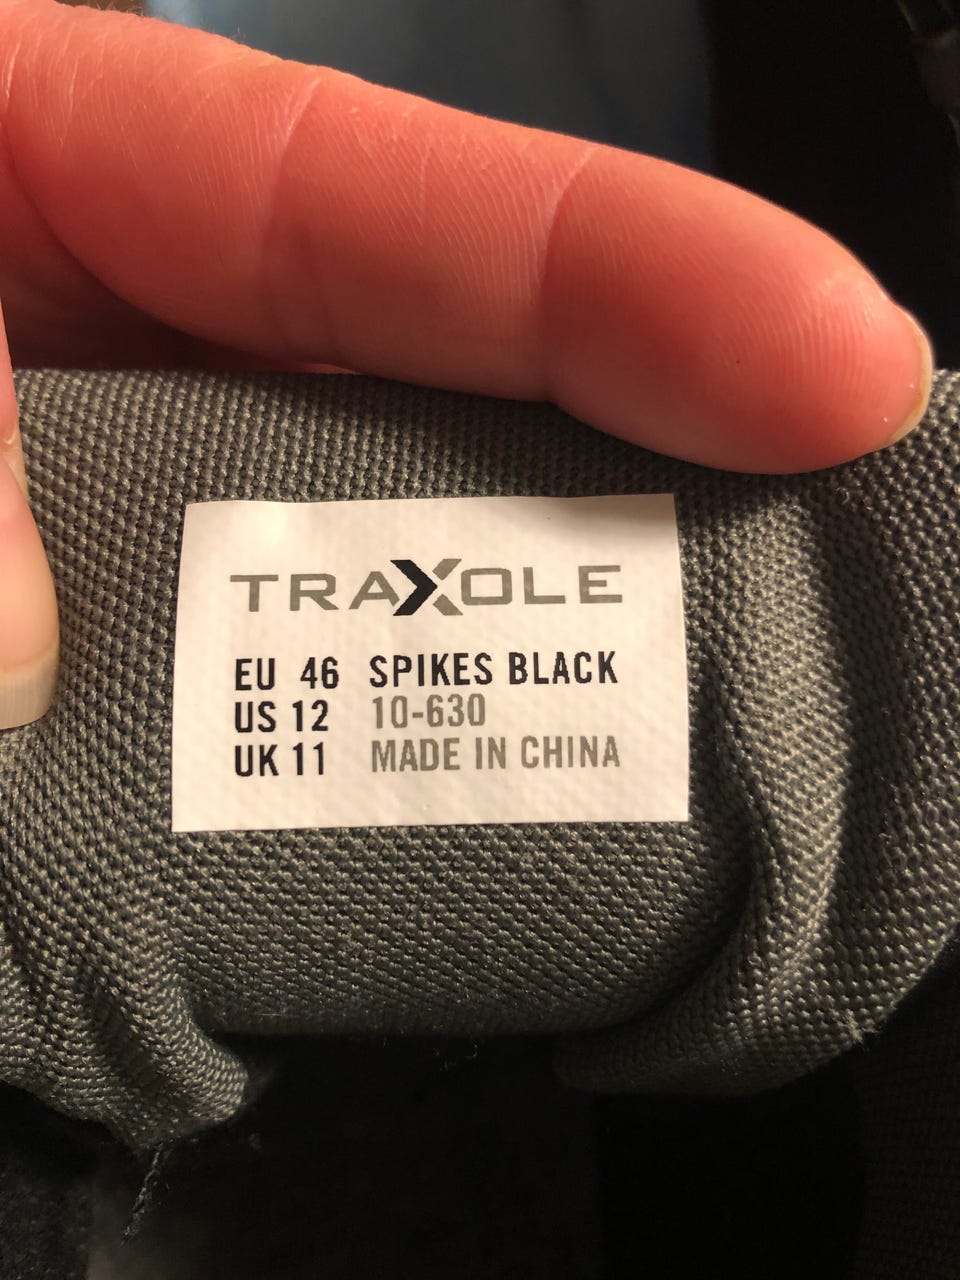 TRAXOLE
EU 46 SPIKES BLACK
US 12 10-630
UK 11 MADE IN CHINA